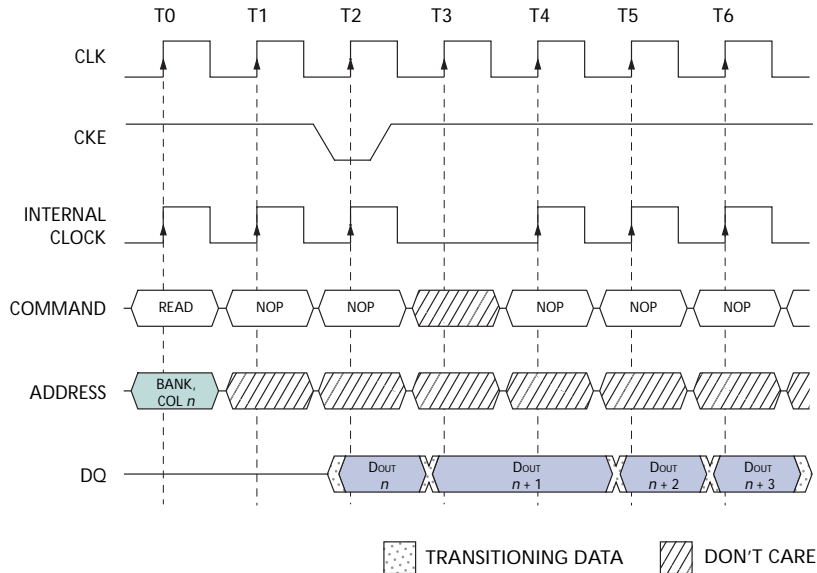 T0 T1 T2 T3 T4 T5 T6
CLK
CKE
INTERNAL
CLOCK
COMMAND READ NOP NOP NOP NOP NOP
ADDRESS BANK,
COL n
DQ DOUT DOUT DOUT DOUT
n n + 1 n + 2 n + 3
TRANSITIONING DATA DON'T CARE